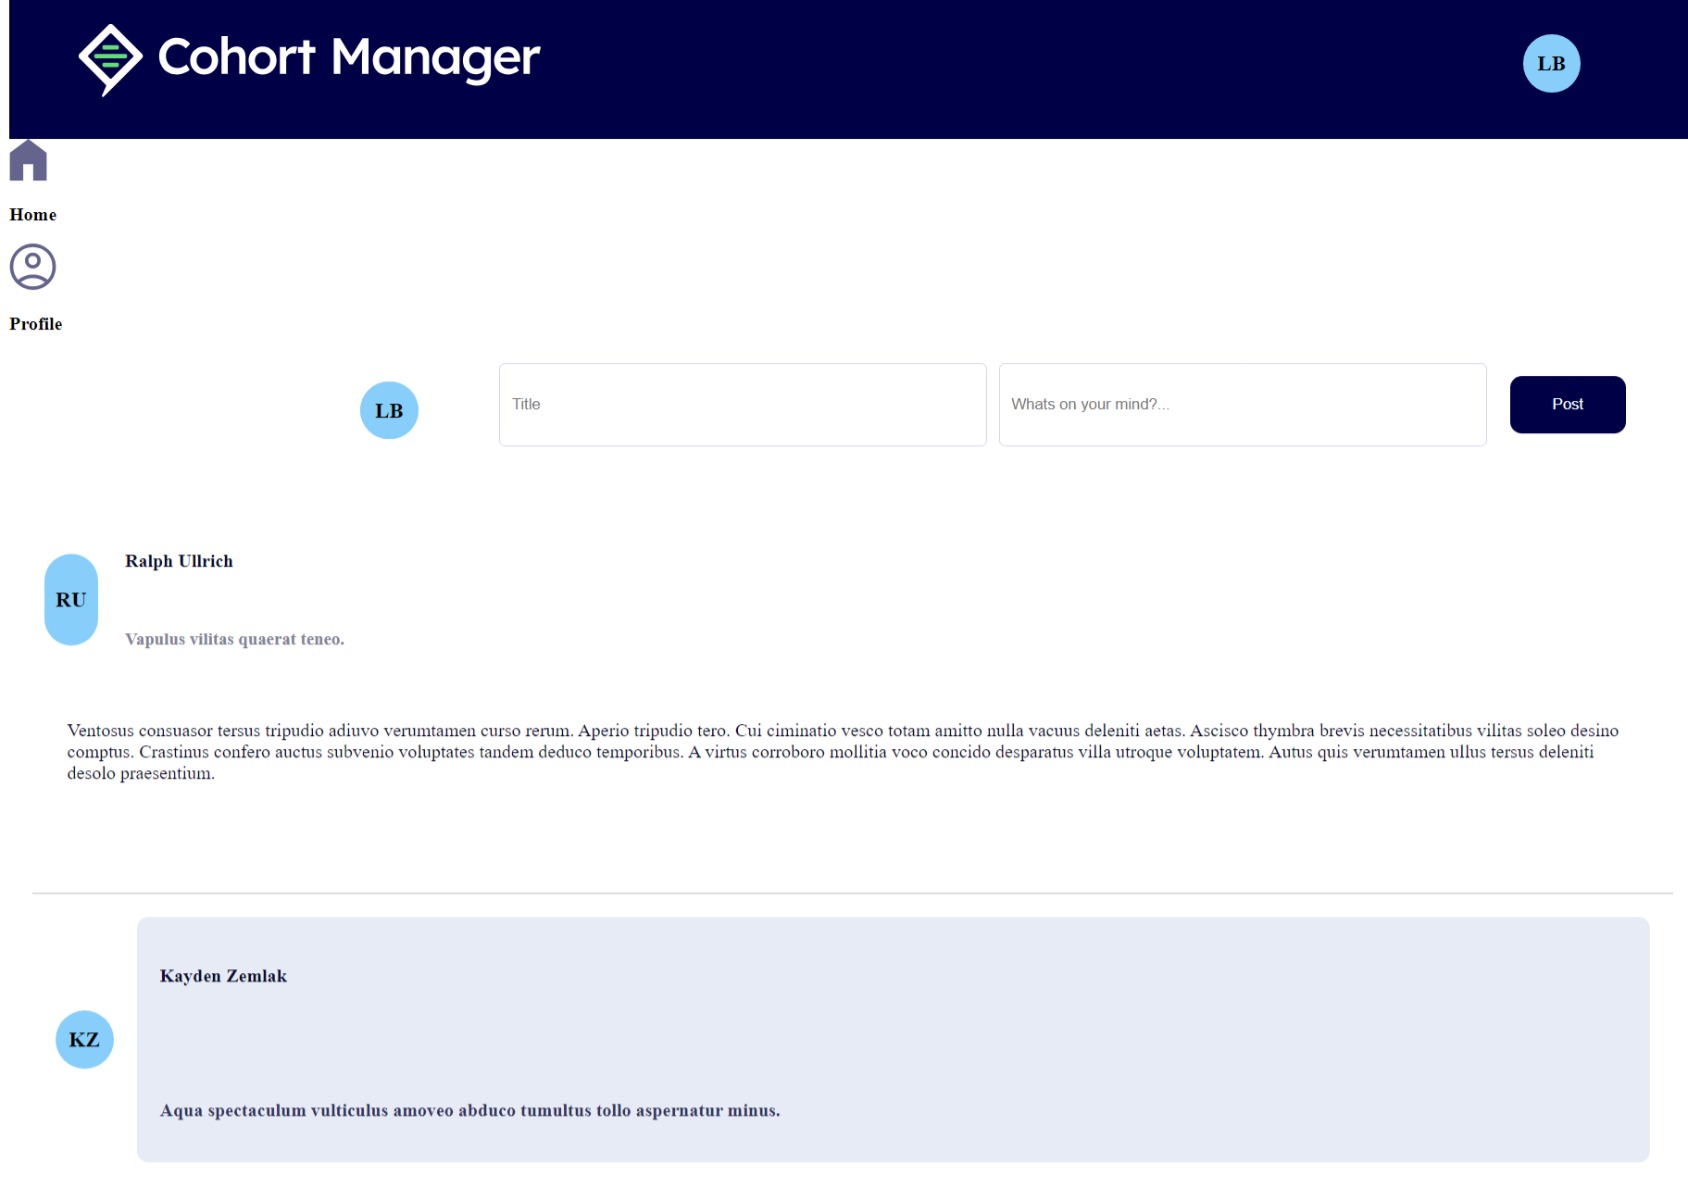 Cohort Manager
LB
Home
Profile
LB
Title
Whats on your mind?...
Post
Ralph Ullrich
RU
Vapulus vilitas quaerat teneo.
Ventosus consuasor tersus tripudio adiuvo verumtamen curso rerum. Aperio tripudio tero. Cui ciminatio vesco totam amitto nulla vacuus deleniti aetas. Ascisco thymbra brevis necessitatibus vilitas soleo desino
comptus. Crastinus confero auctus subvenio voluptates tandem deduco temporibus. A virtus corroboro mollitia voco concido desparatus villa utroque voluptatem. Autus quis verumtamen ullus tersus deleniti
desolo praesentium.
Kayden Zemlak
KZ
Aqua spectaculum vulticulus amoveo abduco tumultus tollo aspernatur minus.